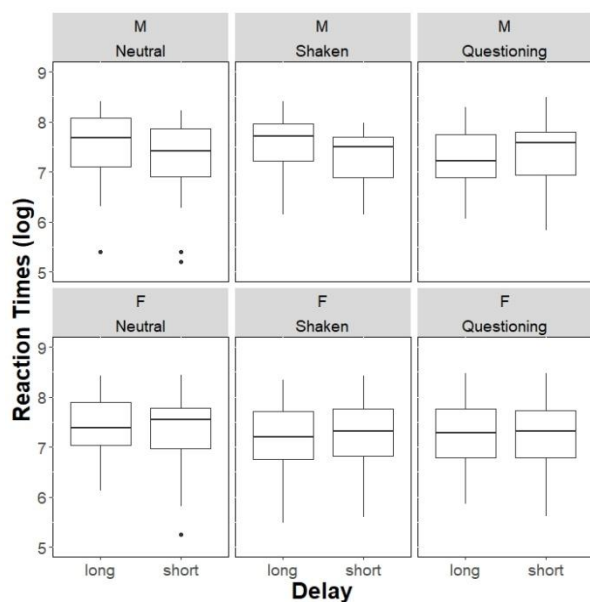 M M M
Neutral Shaken Questioning
9
8
7
6
5
F F F
Neutral Shaken Questioning
9
8
7
6
5
Reaction Times (log)
long short long short long short
Delay